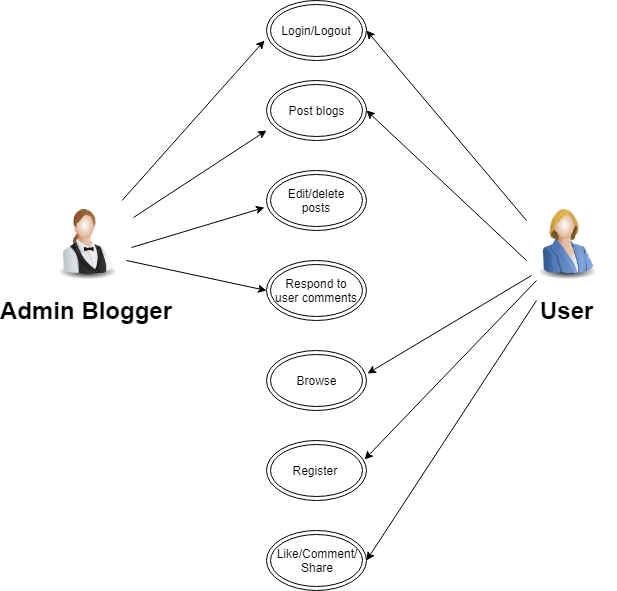 Login/Logout
Post blogs
Edit/delete
posts
Respond to
user comments
Admin Blogger
User
Browse
Register
Like/Comment/
Share